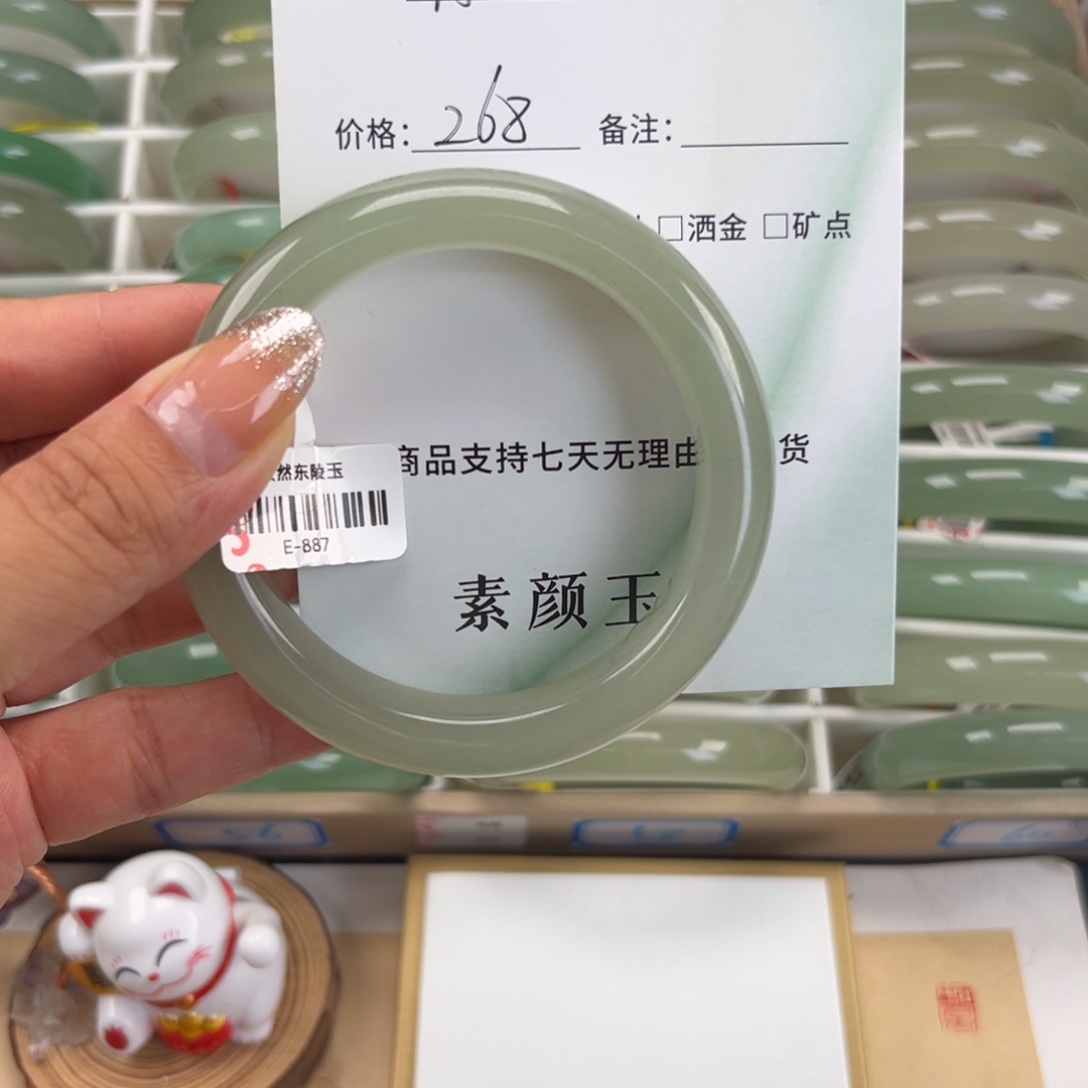 价格: 268 备注:
□洒金 □矿点
商品支持七天无理由 货
然东陵玉
E-887
素颜玉